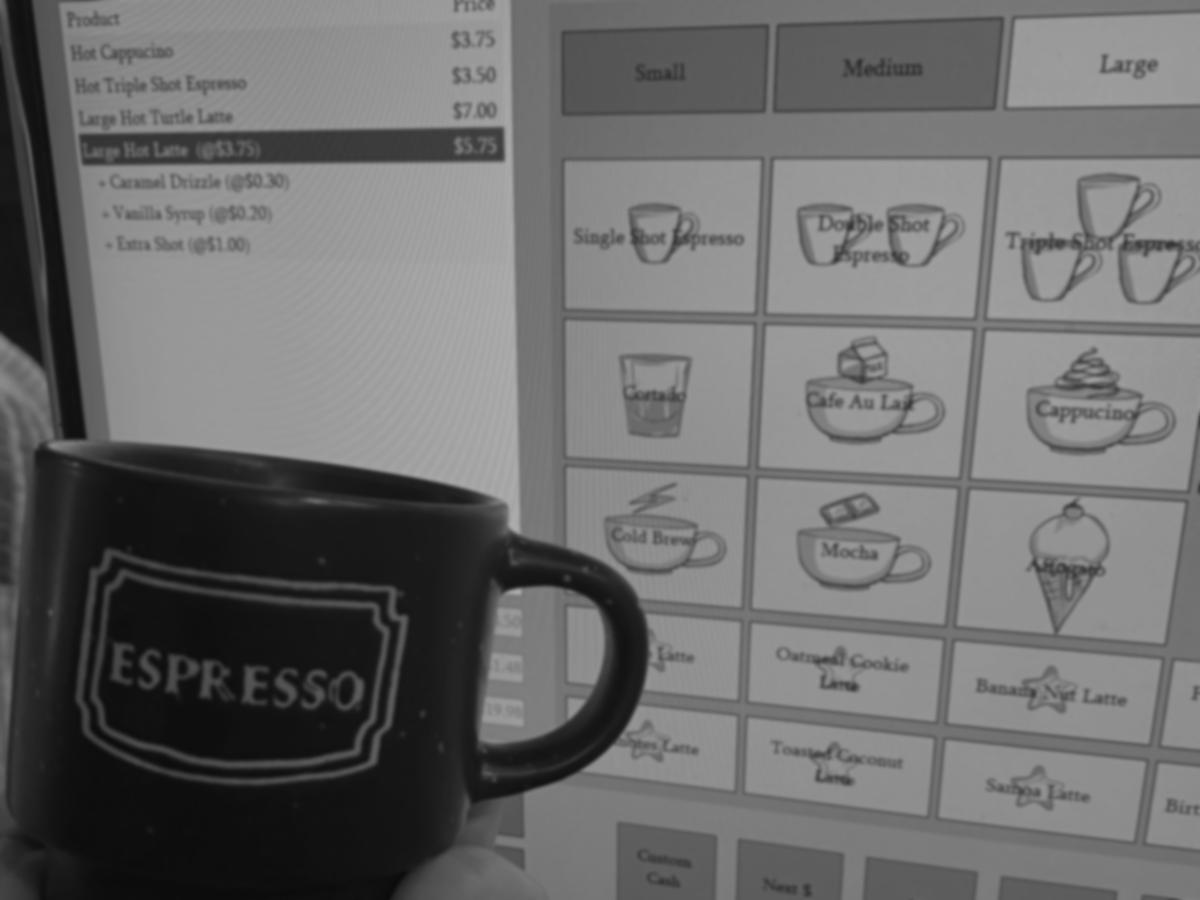 Product Price
Hot Cappucino $3.75
Hot Triple Shot Espresso $3.50
Large Hot Turtle Latte $7.00
Large Hot Latte (@$3.75) $5.75
+ Caramel Drizzle (@$0.30)
+ Vanilla Syrup (@$0.20)
+ Extra Shot (@$1.00)
Small
Medium
Large
Single Shot Espresso
Double Shot
Espresso
Triple Shot Espresso
Cortado
Cafe Au Lait
Cappucino
Cold Brew
Mocha
Affogato
Latte
Oatmeal Cookie
Latte
Banana Nut Latte
Latte
Toasted Coconut
Latte
Samoa Latte
Custom
Cash
Next $
ESPRESSO